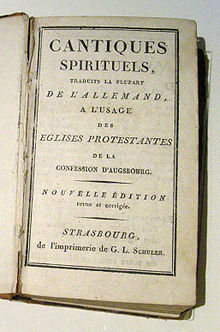 CANTIQUES
SPIRITUELS,
TRADUITS LA PLUPART
DE L'ALLEMAND,
A L'USAGE
DES
EGLISES PROTESTANTES
DE LA
CONFESSION D'AUGSBOURG.
NOUVELLE ÉDITION
revue et corrigée.
STRASBOURG,
de l'imprimerie de G. L. SCHULER.